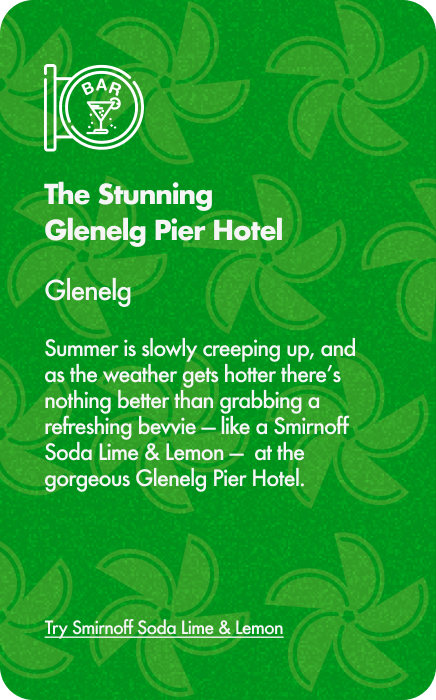 BAR
The Stunning
Glenelg Pier Hotel
Glenelg
Summer is slowly creeping up, and
as the weather gets hotter there’s
nothing better than grabbing a
refreshing bevvie – like a Smirnoff
Soda Lime & Lemon –  at the
gorgeous Glenelg Pier Hotel.
Try Smirnoff Soda Lime & Lemon